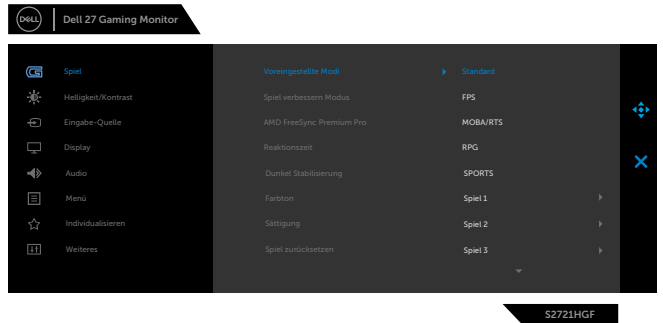 DELL Dell 27 Gaming Monitor
Spiel Voreingestellte Modi Standard
Helligkeit/Kontrast Spiel verbessern Modus FPS
Eingabe-Quelle AMD FreeSync Premium Pro MOBA/RTS
Display Reaktionszeit RPG
Audio Dunkel Stabilisierung SPORTS
Menü Farbton Spiel 1
Individualisieren Sättigung Spiel 2
Weiteres Spiel zurücksetzen Spiel 3
S2721HGF